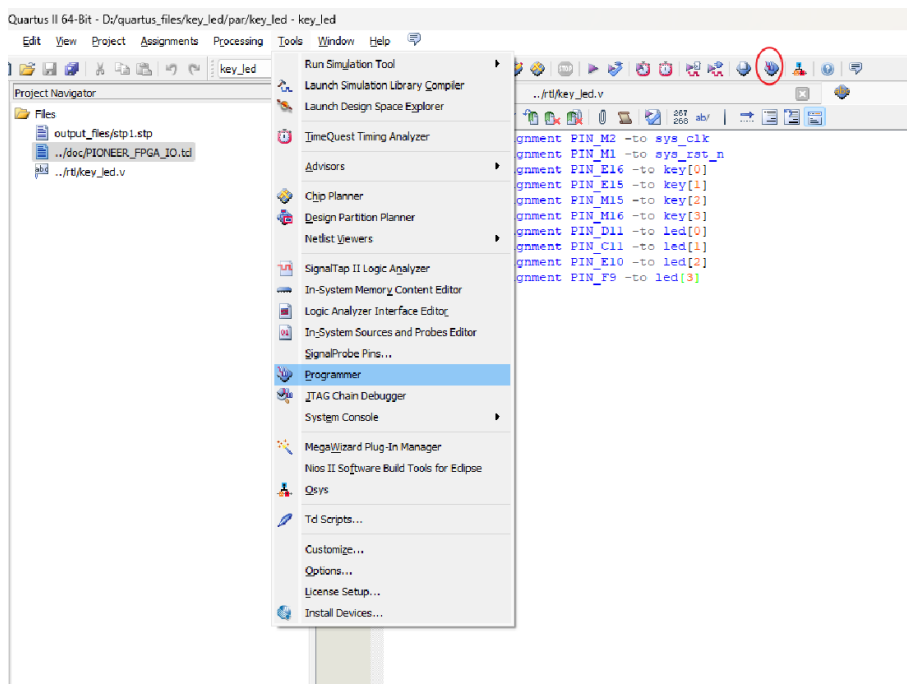 Quartus II 64-Bit - D:/quartus_files/key_led/par/key_led - key_led
Edit View Project Assignments Processing Tools Window Help
key_led
Project Navigator
../rtl/key_led.v
Files
output_files/stp1.stp
../doc/PIONEER_FPGA_IO.tcl
../rtl/key_led.v
Run Simulation Tool
Launch Simulation Library Compiler
Launch Design Space Explorer
TimeQuest Timing Analyzer
Advisors
Chip Planner
Design Partition Planner
Netlist Viewers
SignalTap II Logic Analyzer
In-System Memory Content Editor
Logic Analyzer Interface Editor
In-System Sources and Probes Editor
SignalProbe Pins...
Programmer
JTAG Chain Debugger
System Console
MegaWizard Plug-In Manager
Nios II Software Build Tools for Eclipse
Qsys
Tcl Scripts...
Customize...
Options...
License Setup...
Install Devices...
267
268 ab/
gnment PIN_M2 -to sys_clk
gnment PIN_M1 -to sys_rst_n
gnment PIN_E16 -to key[0]
gnment PIN_E15 -to key[1]
gnment PIN_M15 -to key[2]
gnment PIN_M16 -to key[3]
gnment PIN_D11 -to led[0]
gnment PIN_C11 -to led[1]
gnment PIN_E10 -to led[2]
gnment PIN_F9 -to led[3]